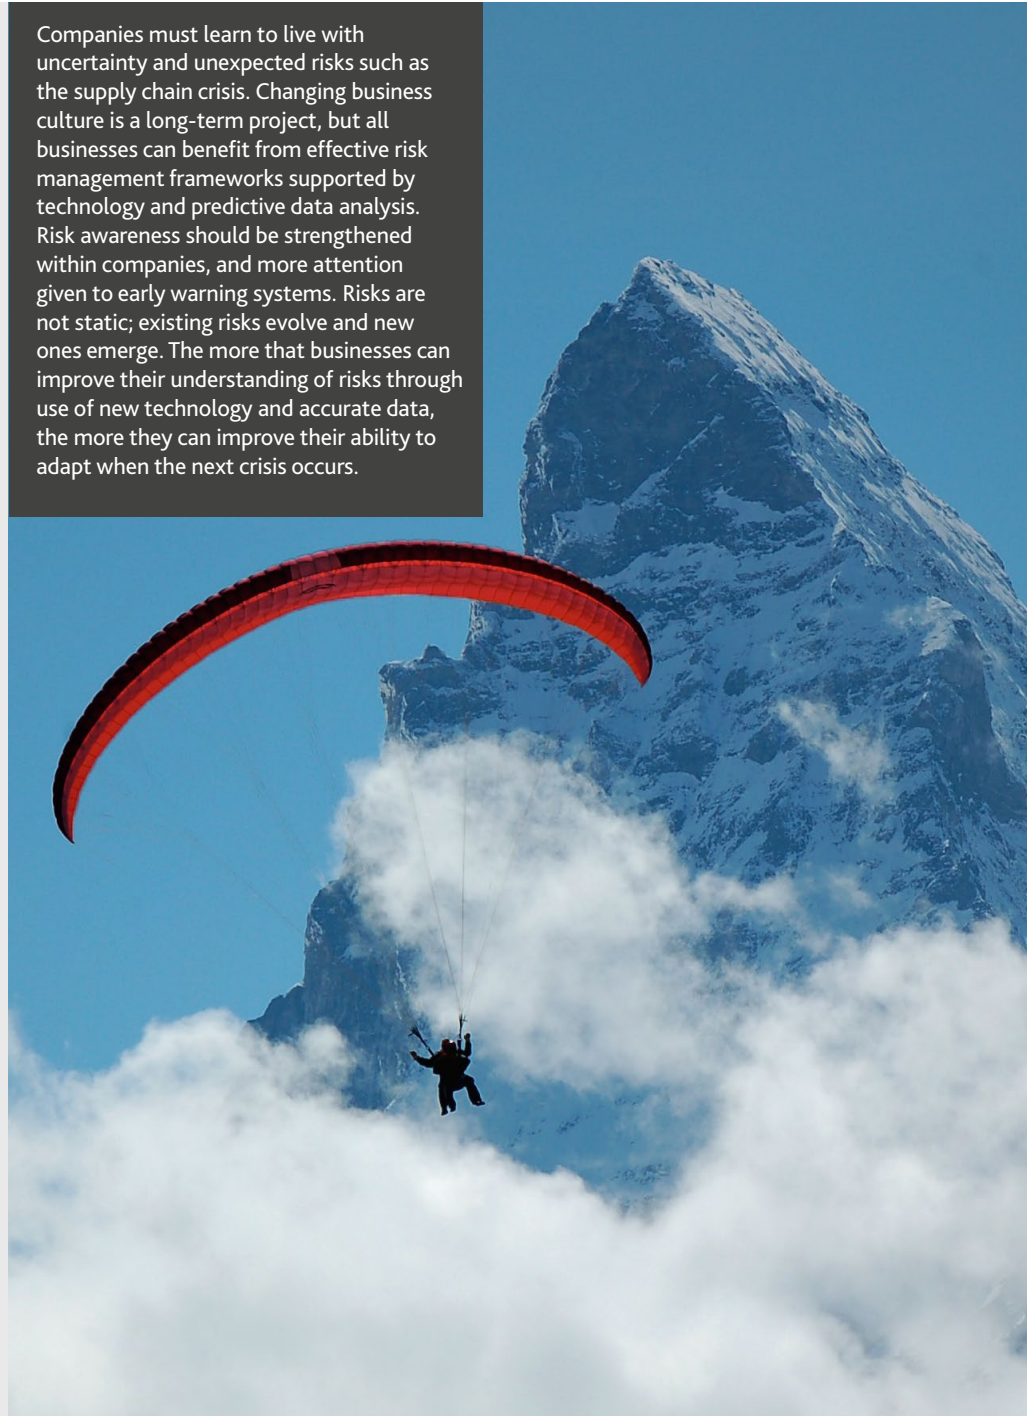 Companies must learn to live with
uncertainty and unexpected risks such as
the supply chain crisis. Changing business
culture is a long-term project, but all
businesses can benefit from effective risk
management frameworks supported by
technology and predictive data analysis.
Risk awareness should be strengthened
within companies, and more attention
given to early warning systems. Risks are
not static; existing risks evolve and new
ones emerge. The more that businesses can
improve their understanding of risks through
use of new technology and accurate data,
the more they can improve their ability to
adapt when the next crisis occurs.